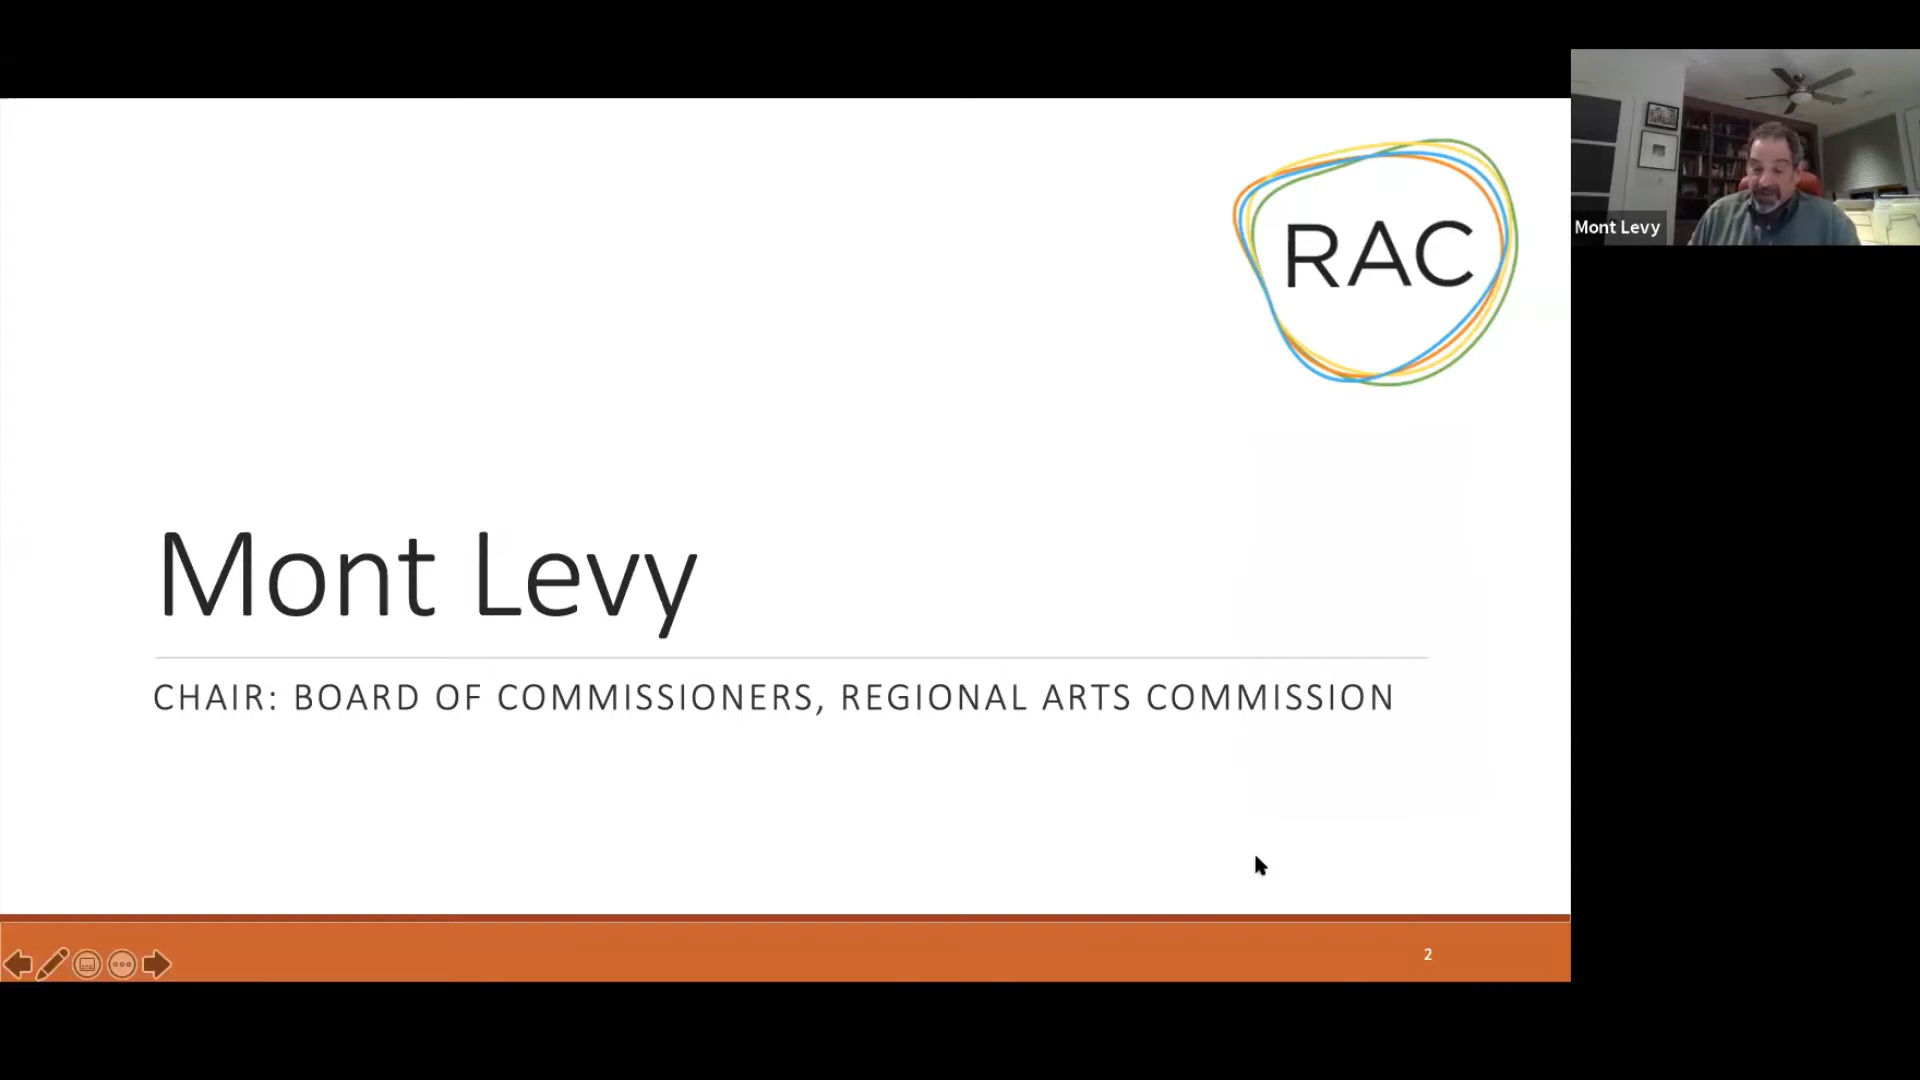 RAC
Mont Levy
Mont Levy
CHAIR: BOARD OF COMMISSIONERS, REGIONAL ARTS COMMISSION
2